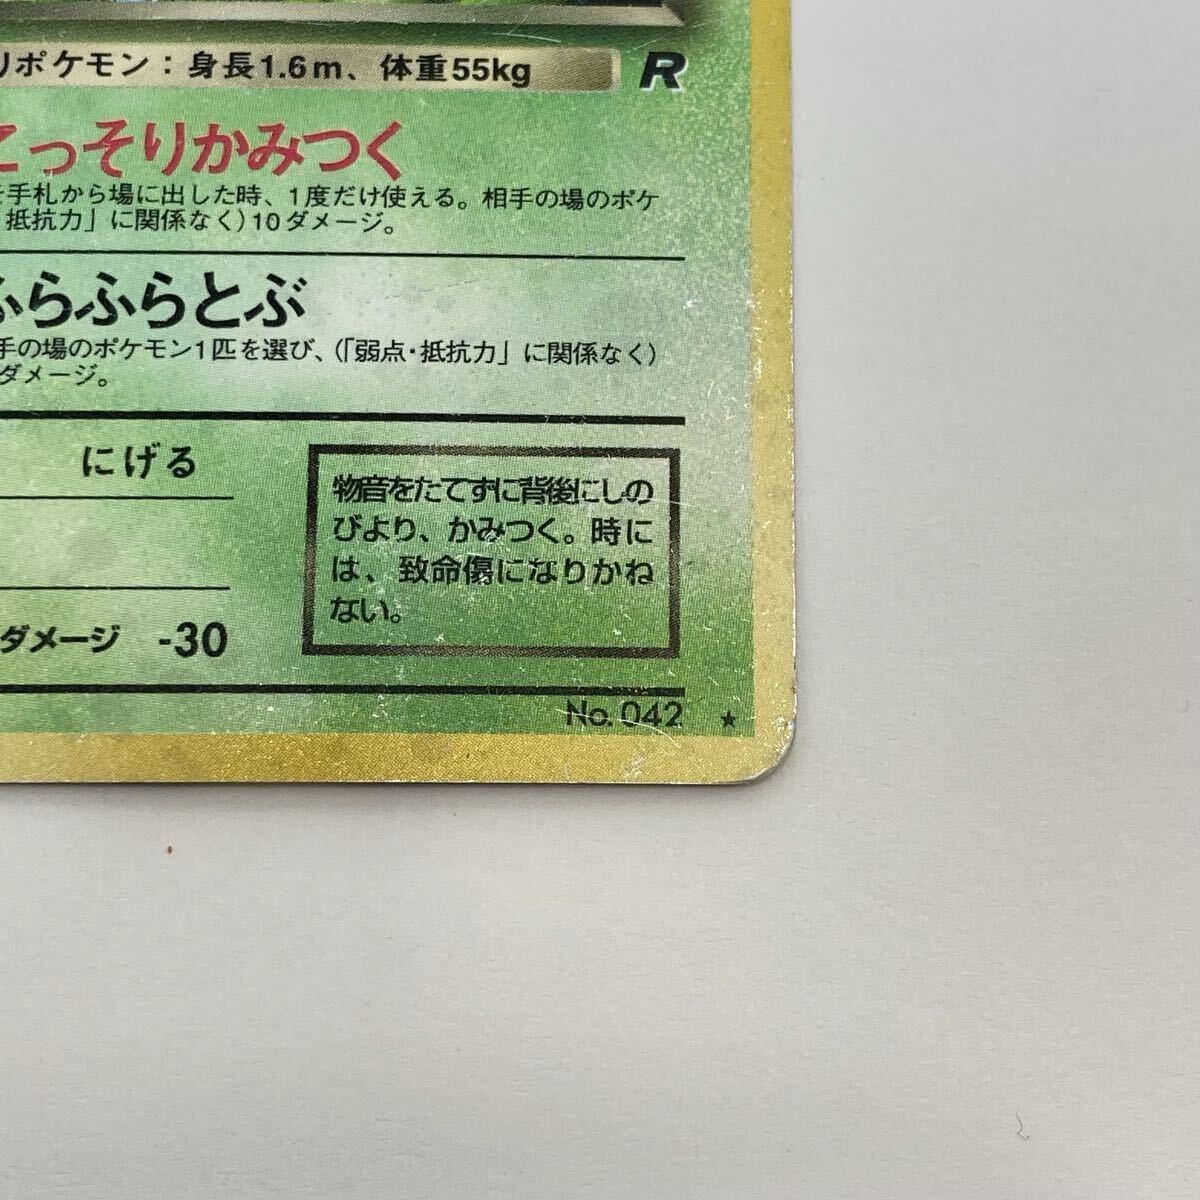 リポケモン：身長1.6m、体重55kg R
こっそりかみつく
を手札から場に出した時、1度だけ使える。相手の場のポケ
抵抗力」に関係なく)10ダメージ。
ふらふらとぶ
手の場のポケモン1匹を選び、(「弱点・抵抗力」に関係なく)
ダメージ。
にげる
物音をたてずに背後にしの
びより、かみつく。時に
は、致命傷になりかね
ない。
ダメージ -30
No. 042 ★